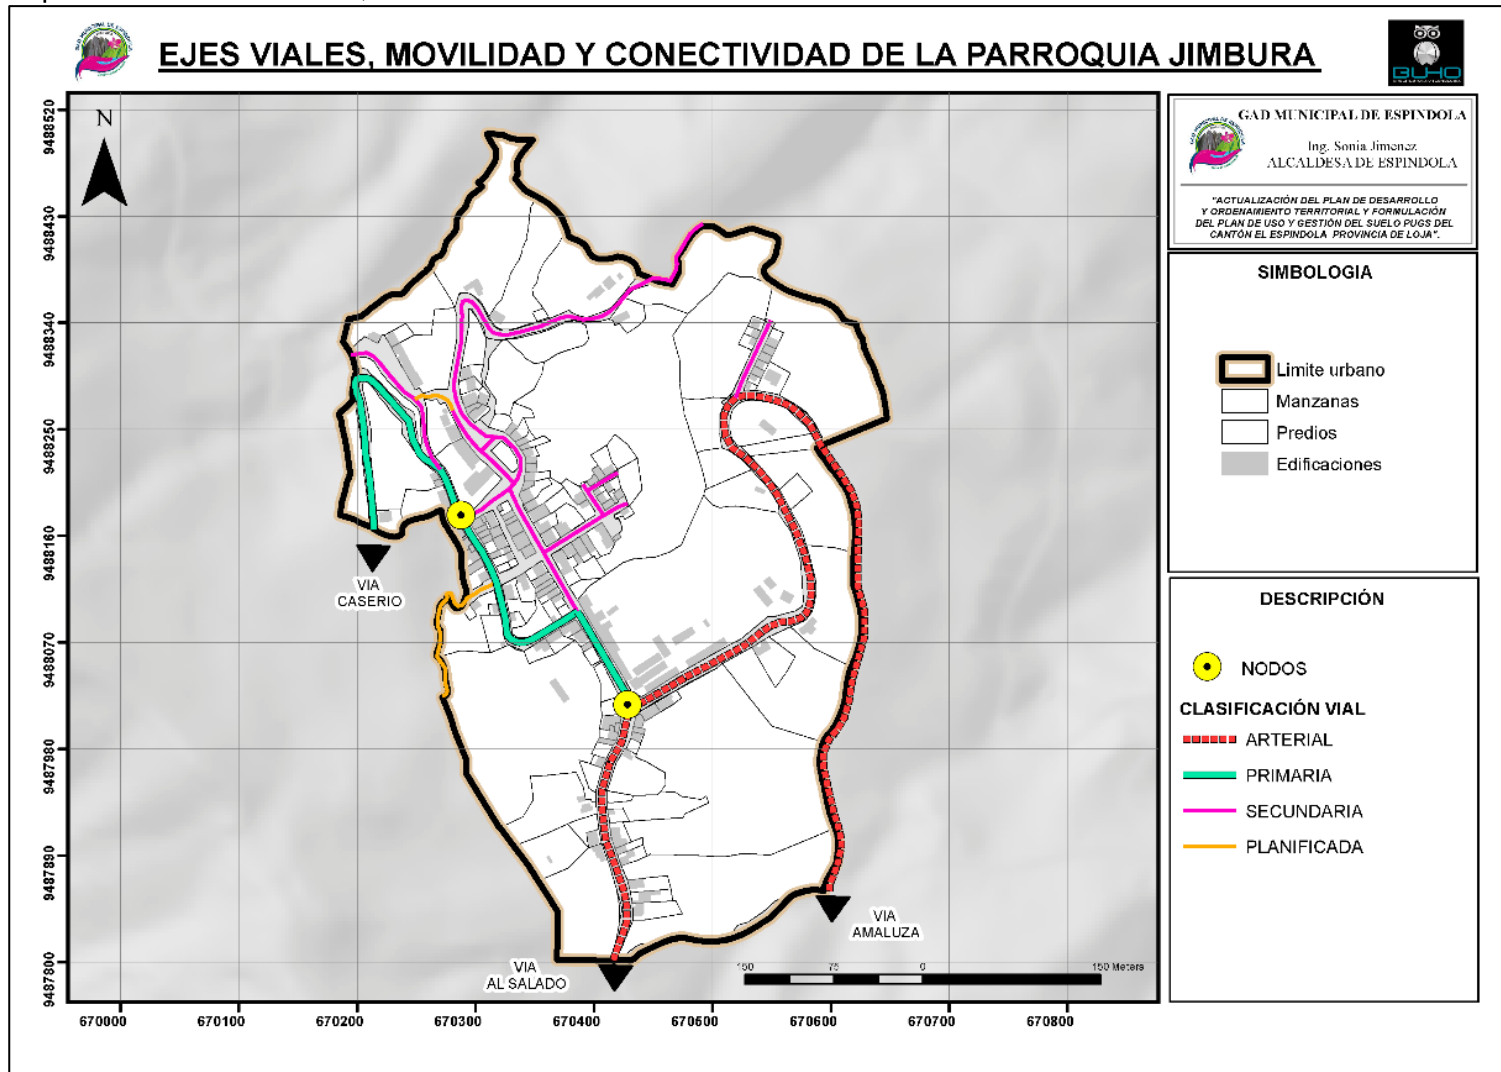 EJES VIALES, MOVILIDAD Y CONECTIVIDAD DE LA PARROQUIA JIMBURA
BLHO
GAD MUNICIPAL DE ESPINDOLA
Ing. Sonia Jimenez
ALCALDESA DE ESPINDOLA
"ACTUALIZACIÓN DEL PLAN DE DESARROLLO
Y ORDENAMIENTO TERRITORIAL Y FORMULACIÓN
DEL PLAN DE USO Y GESTIÓN DEL SUELO PUGS DEL
CANTÓN EL ESPINDOLA PROVINCIA DE LOJA".
SIMBOLOGIA
Limite urbano
Manzanas
Predios
Edificaciones
DESCRIPCIÓN
NODOS
CLASIFICACIÓN VIAL
ARTERIAL
PRIMARIA
SECUNDARIA
PLANIFICADA
N
VIA
CASERIO
VIA
AMALUZA
VIA
AL SALADO
150 75 0 150 Meters
9488520
9488430
9488340
9488250
9488160
9488070
9487980
9487890
9487800
670000 670100 670200 670300 670400 670500 670600 670700 670800